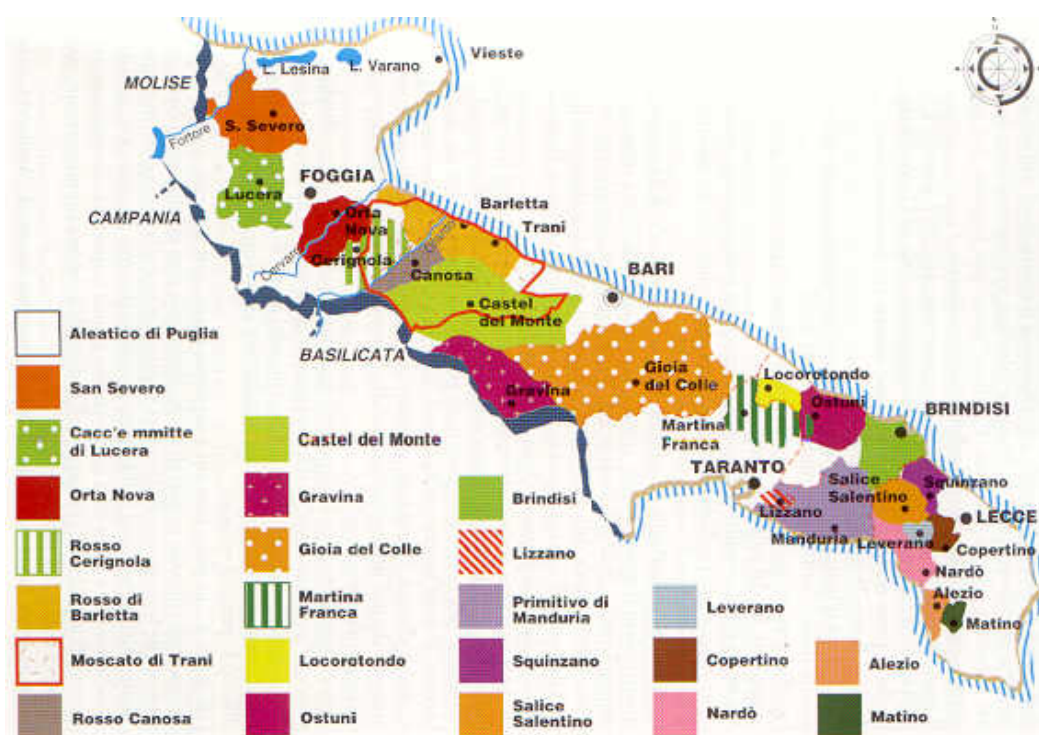 MOLISE
L. Lesina
L. Varano
Vieste
S. Severo
Fortore
Lucera
FOGGIA
CAMPANIA
Orta
Nova
Cervaro
Cerignola
Barletta
Trani
Canosa
BARI
Castel
del Monte
BASILICATA
Gravina
Gioia
del Colle
Locorotondo
Martina
Franca
Ostuni
BRINDISI
TARANTO
Salice
Salentino
Squinzano
Lizzano
LECCE
Manduria
Leverano
Copertino
Nardò
Alezio
Matino
Aleatico di Puglia
San Severo
Cacc'e mmitte
di Lucera
Orta Nova
Rosso
Cerignola
Rosso di
Barletta
Moscato di Trani
Rosso Canosa
Castel del Monte
Gravina
Gioia del Colle
Martina
Franca
Locorotondo
Ostuni
Brindisi
Lizzano
Primitivo di
Manduria
Squinzano
Salice
Salentino
Leverano
Copertino
Nardò
Alezio
Matino